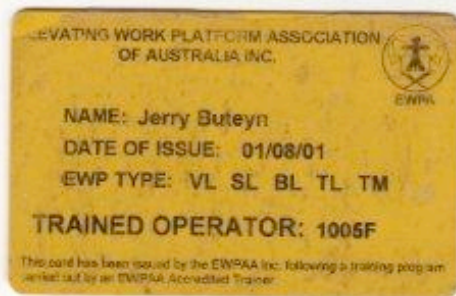 ELEVATING WORK PLATFORM ASSOCIATION
OF AUSTRALIA INC.
EWPA
NAME: Jerry Buteyn
DATE OF ISSUE: 01/08/01
EWP TYPE: VL SL BL TL TM
TRAINED OPERATOR: 1005F
This card has been issued by the EWPAA Inc. following a training program
carried out by an EWPAA Accredited Trainer